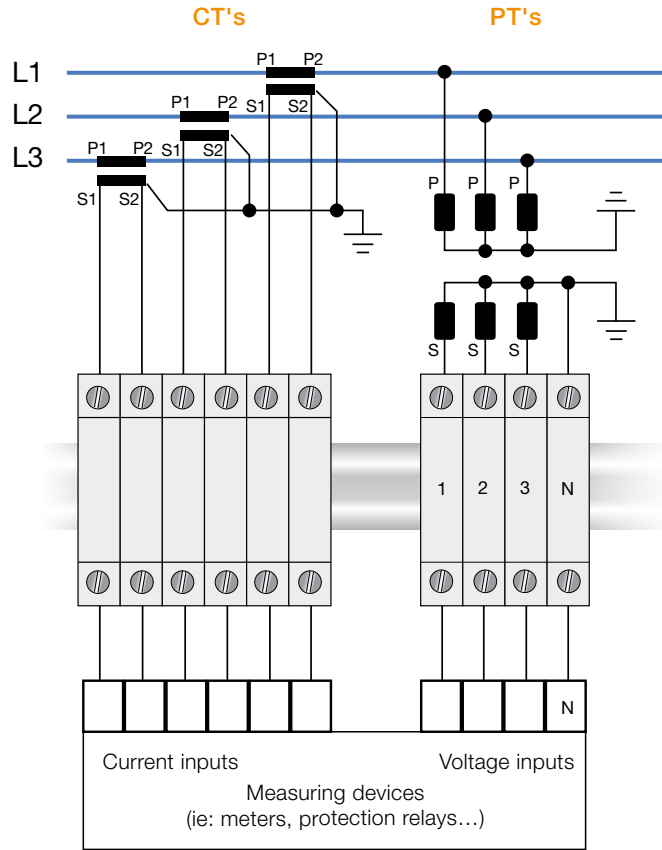 CT's PT's
P1 P2
L1
S1 S2
P1 P2
L2
S1 S2
P1 P2
L3
S1 S2
P P P
S S S
1 2 3 N
N
Current inputs Voltage inputs
Measuring devices
(ie: meters, protection relays…)